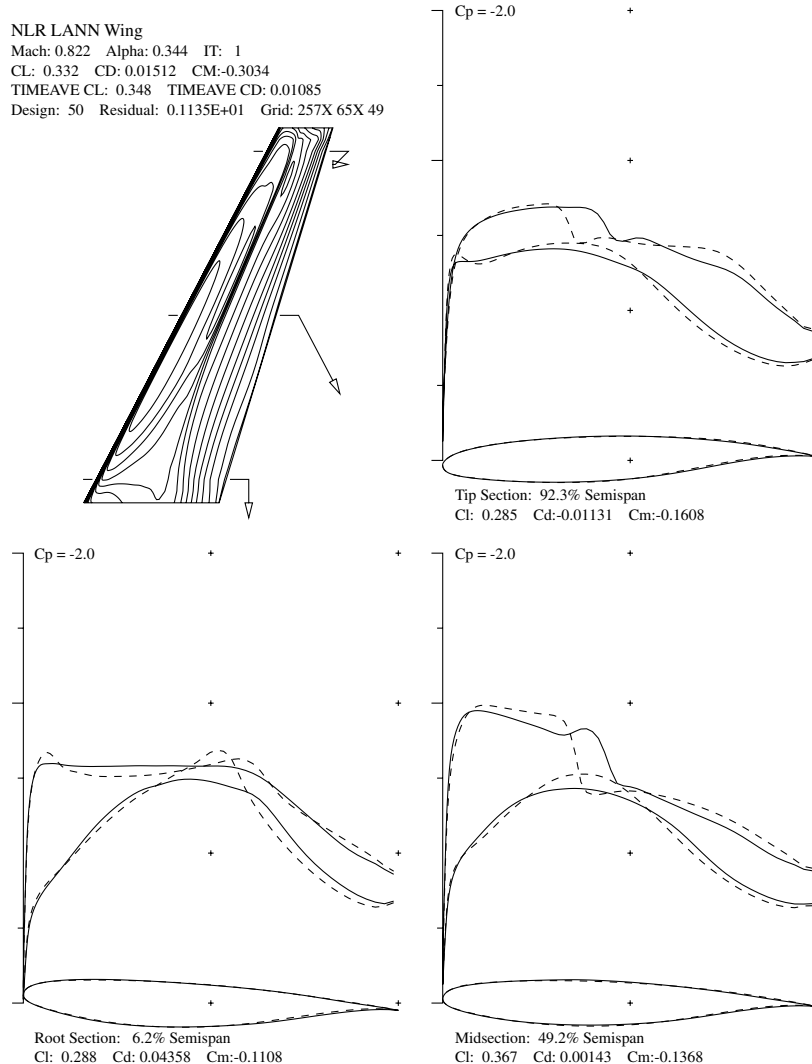 NLR LANN Wing
Mach: 0.822 Alpha: 0.344 IT: 1
CL: 0.332 CD: 0.01512 CM:-0.3034
TIMEAVE CL: 0.348 TIMEAVE CD: 0.01085
Design: 50 Residual: 0.1135E+01 Grid: 257X 65X 49
Cp = -2.0
Tip Section: 92.3% Semispan
Cl: 0.285 Cd:-0.01131 Cm:-0.1608
Cp = -2.0
Root Section: 6.2% Semispan
Cl: 0.288 Cd: 0.04358 Cm:-0.1108
Cp = -2.0
Midsection: 49.2% Semispan
Cl: 0.367 Cd: 0.00143 Cm:-0.1368